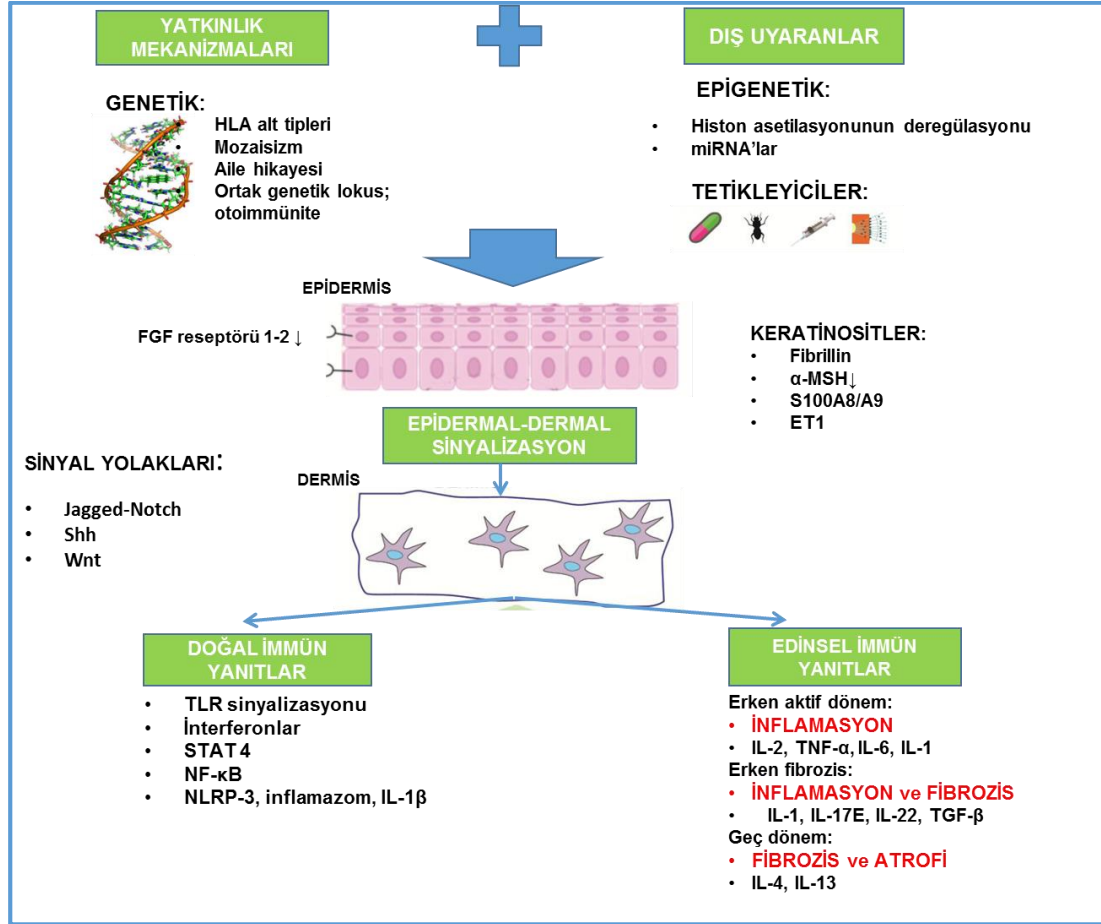 YATKINLIK
MEKANİZMALARI
DIŞ UYARANLAR
GENETİK:
• HLA alt tipleri
• Mozaisizm
• Aile hikayesi
• Ortak genetik lokus;
otoimmünite
EPİGENETİK:
• Histon asetilasyonunun deregülasyonu
• miRNA’lar
TETİKLEYİCİLER:
EPİDERMİS
FGF reseptörü 1-2 ↓
KERATİNOSİTLER:
• Fibrillin
• α-MSH↓
• S100A8/A9
• ET1
EPİDERMAL-DERMAL
SİNYALİZASYON
SİNYAL YOLAKLARI:
• Jagged-Notch
• Shh
• Wnt
DERMİS
DOĞAL İMMÜN
YANITLAR
• TLR sinyalizasyonu
• İnterferonlar
• STAT 4
• NF-κB
• NLRP-3, inflamazom, IL-1β
EDİNSEL İMMÜN
YANITLAR
Erken aktif dönem:
• İNFLAMASYON
• IL-2, TNF-α, IL-6, IL-1
Erken fibrozis:
• İNFLAMASYON ve FİBROZİS
• IL-1, IL-17E, IL-22, TGF-β
Geç dönem:
• FİBROZİS ve ATROFİ
• IL-4, IL-13